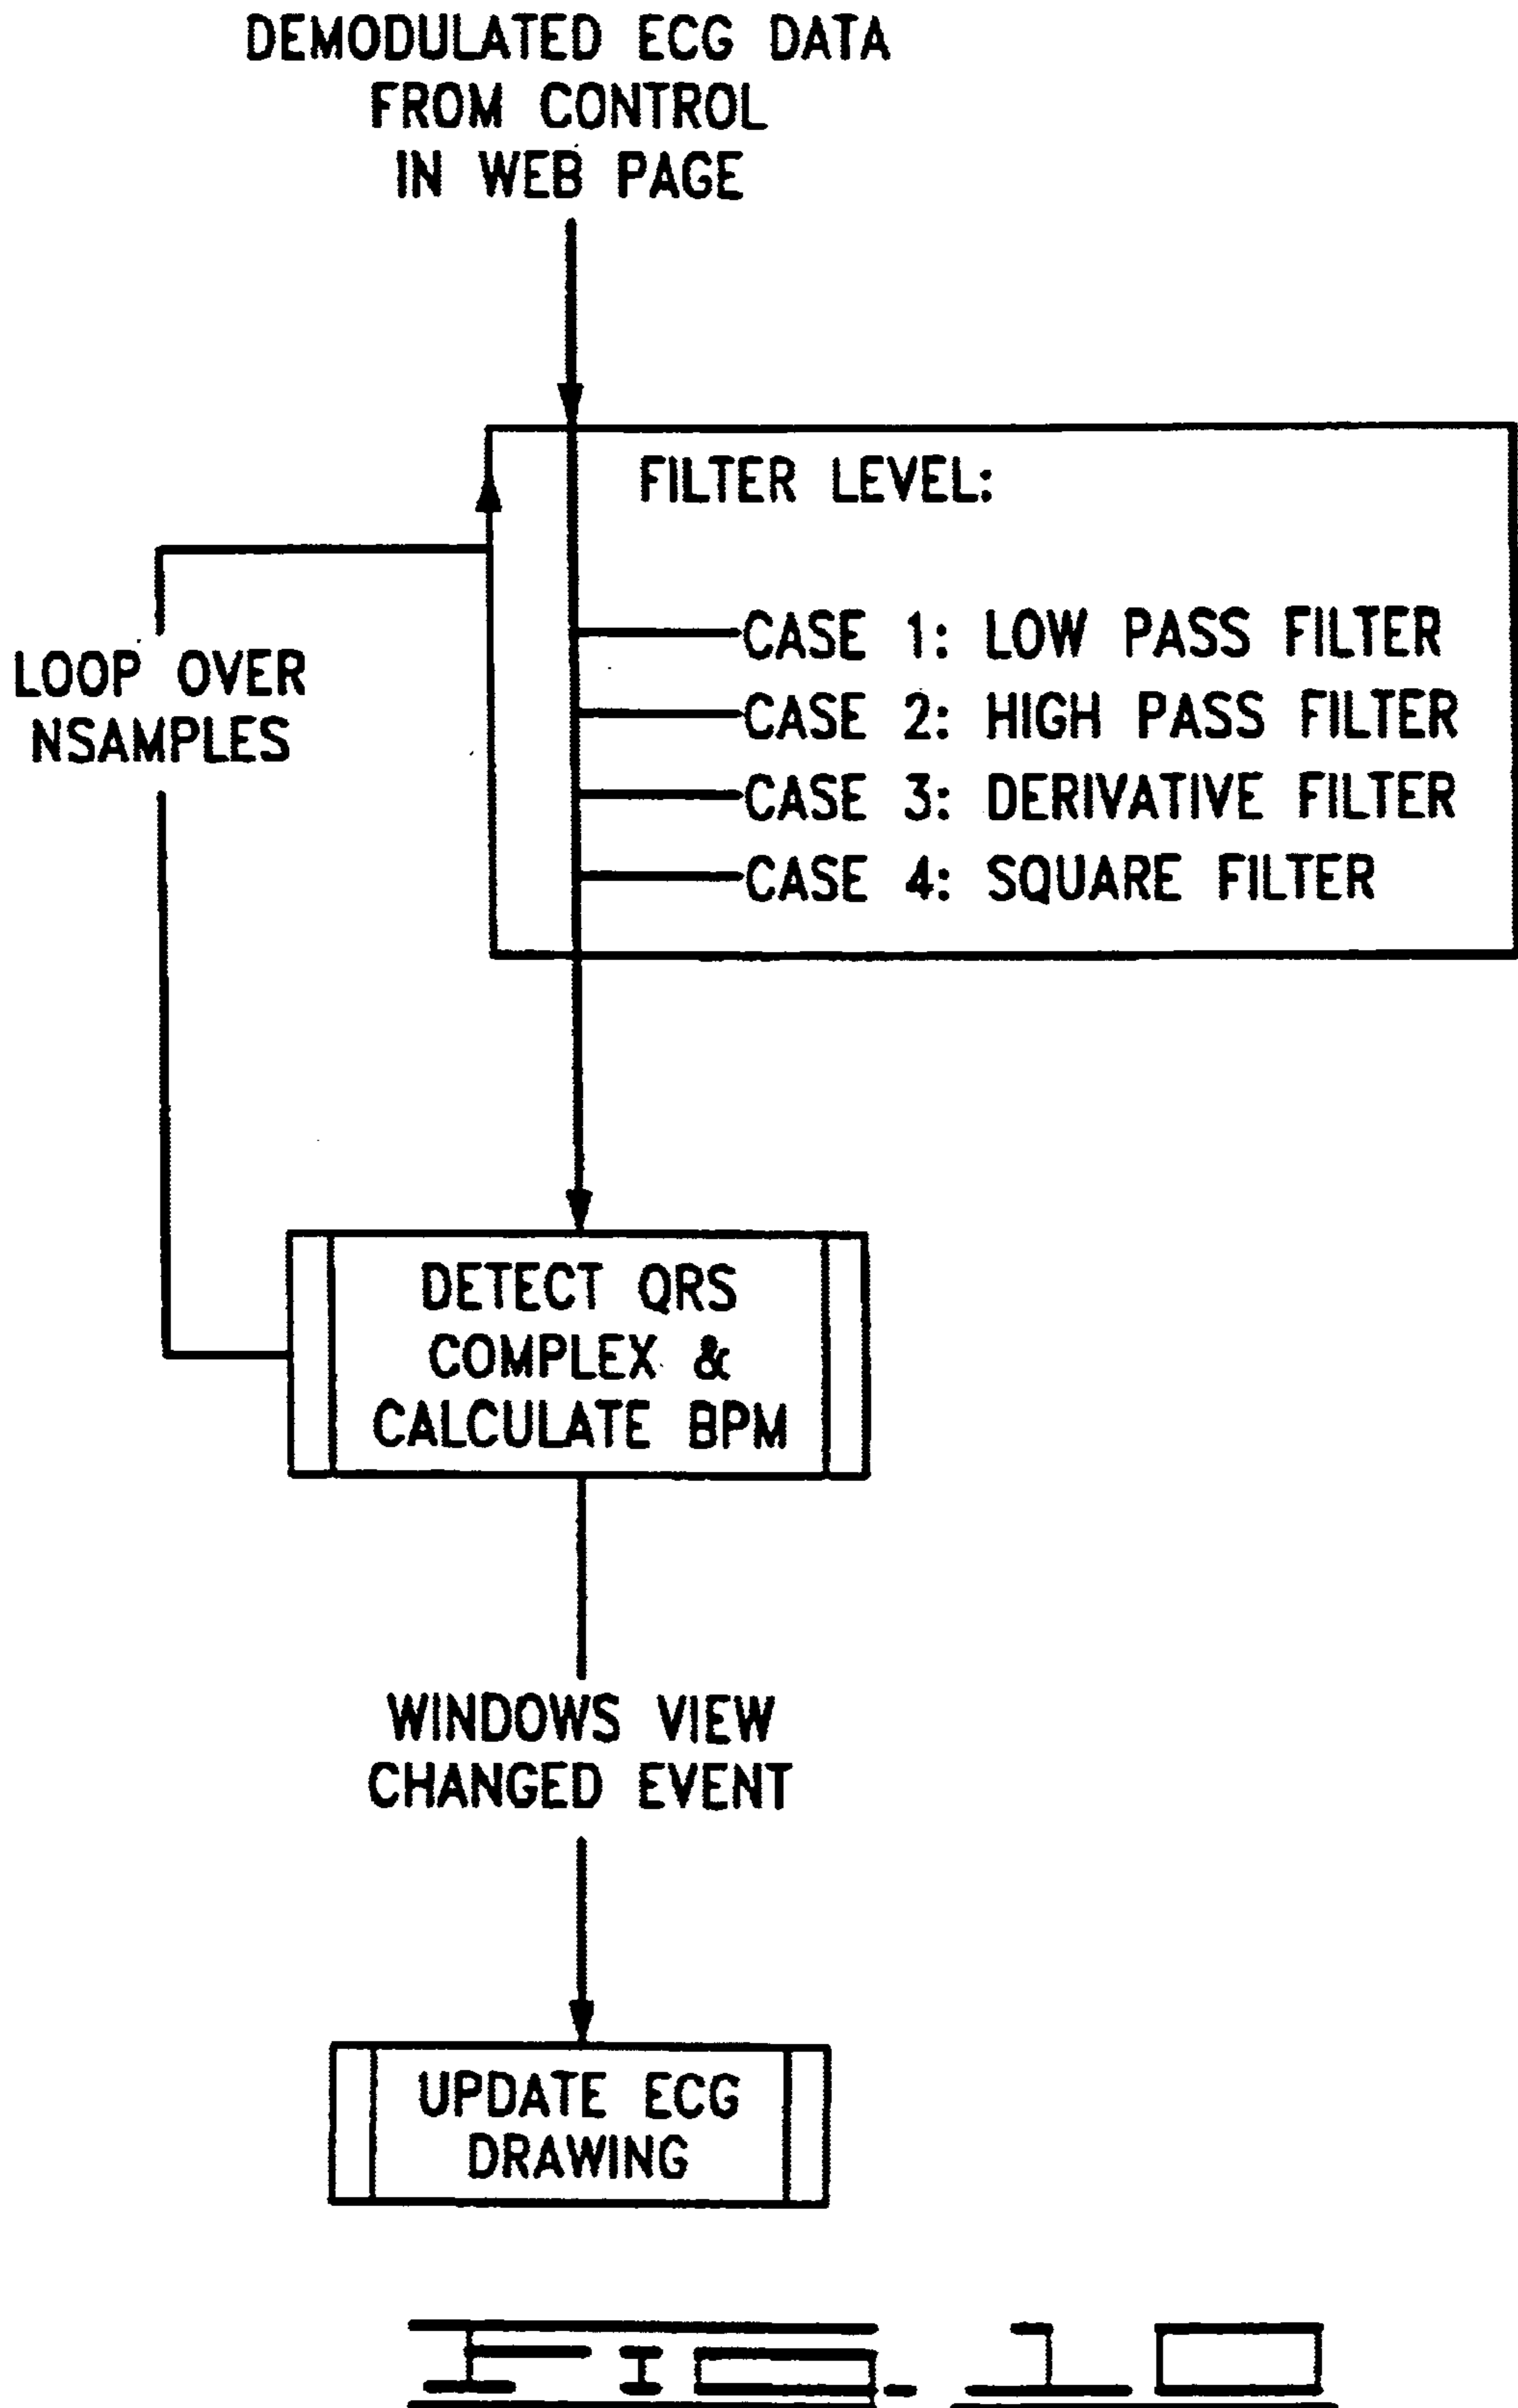 DEMODULATED ECG DATA
FROM CONTROL
IN WEB PAGE
FILTER LEVEL:
CASE 1: LOW PASS FILTER
CASE 2: HIGH PASS FILTER
CASE 3: DERIVATIVE FILTER
CASE 4: SQUARE FILTER
LOOP OVER
NSAMPLES
DETECT QRS
COMPLEX &
CALCULATE BPM
WINDOWS VIEW
CHANGED EVENT
UPDATE ECG
DRAWING